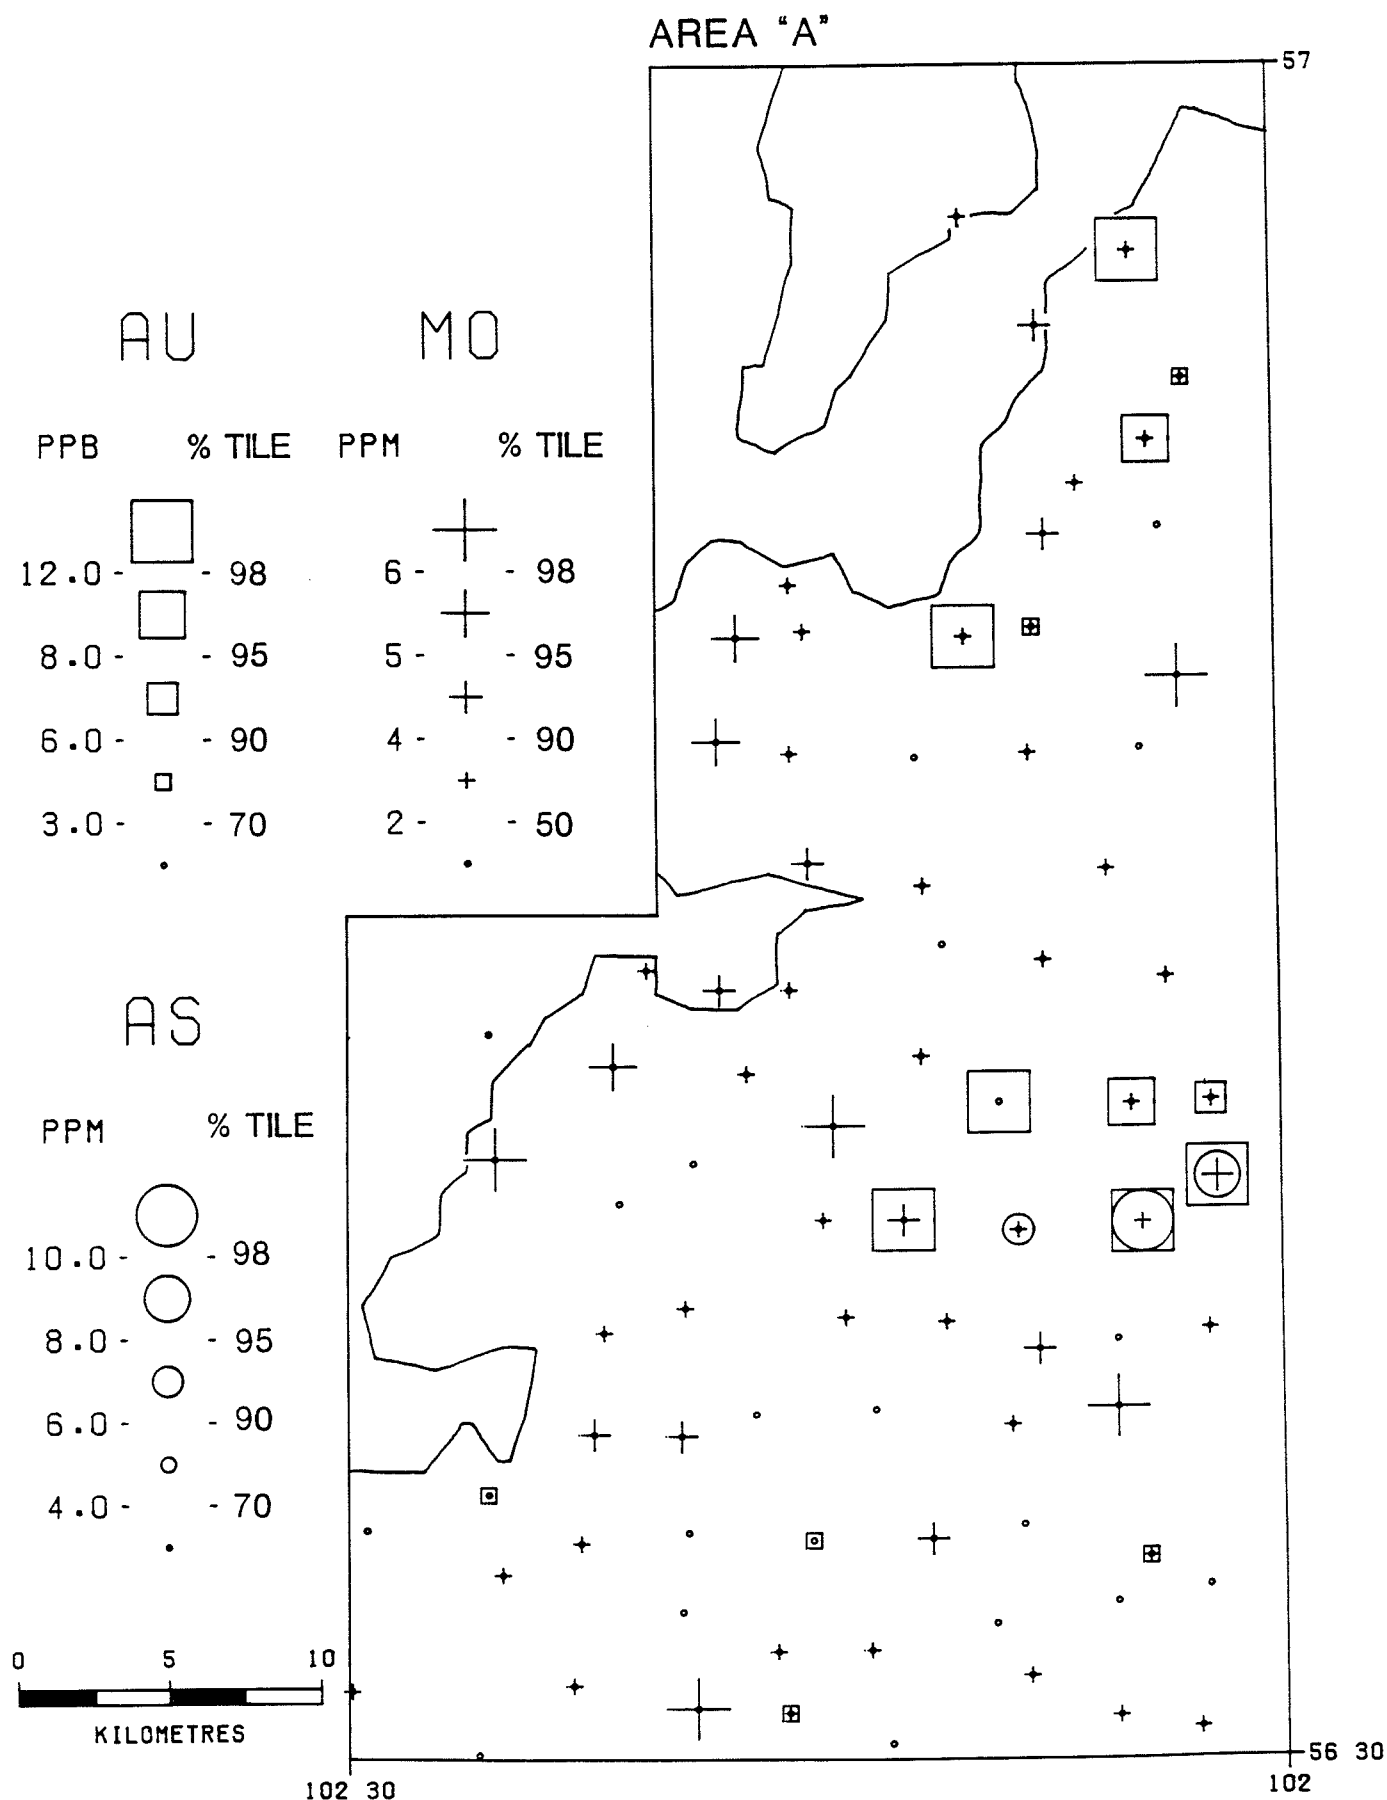 AREA "A"
57
AU MO
PPB % TILE PPM % TILE
12.0- -98 6- -98
8.0- -95 5- -95
6.0- -90 4- -90
3.0- -70 2- -50
AS
PPM % TILE
10.0- -98
8.0- -95
6.0- -90
4.0- -70
0 5 10
KILOMETRES
56 30
102 30 102